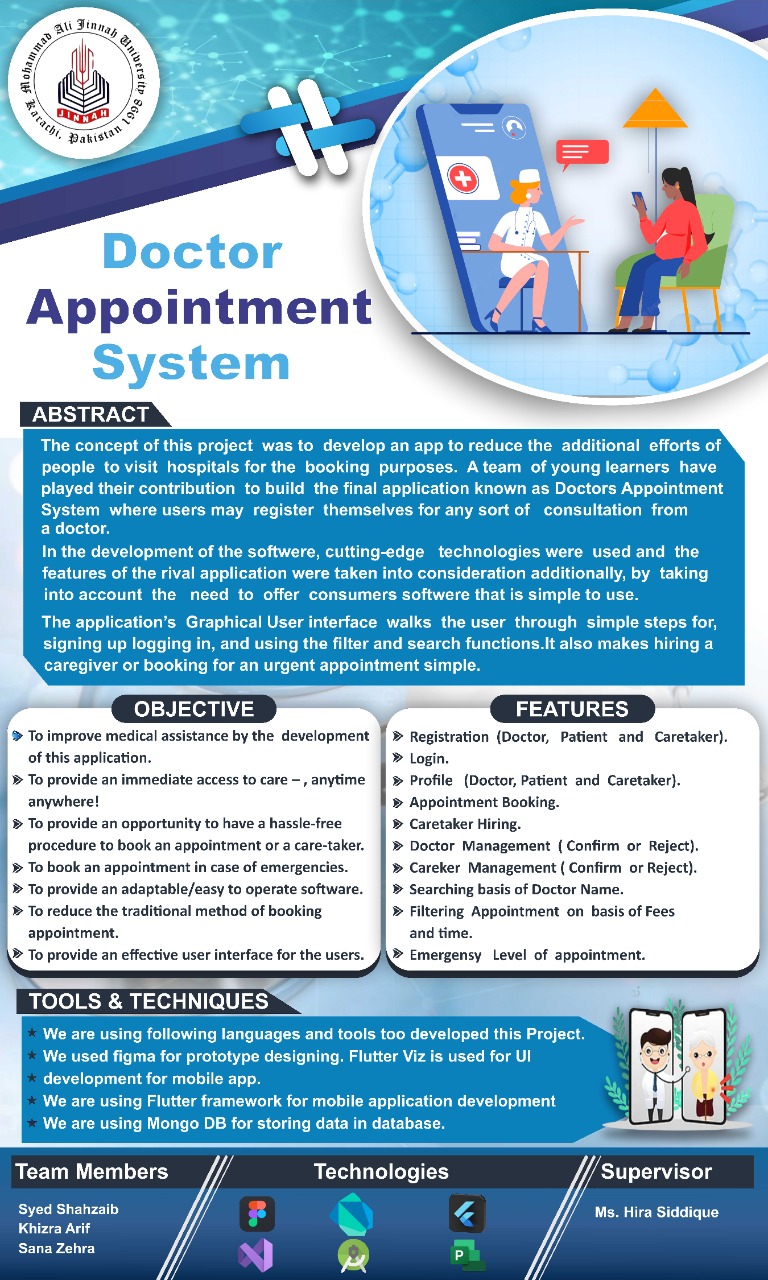 Mohammad Ali Jinnah University
Karachi, Pakistan 1998
JINNAH
Doctor
Appointment
System
ABSTRACT
The concept of this project was to develop an app to reduce the additional efforts of
people to visit hospitals for the booking purposes. A team of young learners have
played their contribution to build the final application known as Doctors Appointment
System where users may register themselves for any sort of consultation from
a doctor.
In the development of the softwere, cutting-edge technologies were used and the
features of the rival application were taken into consideration additionally, by taking
into account the need to offer consumers softwere that is simple to use.
The application's Graphical User interface walks the user through simple steps for,
signing up logging in, and using the filter and search functions.It also makes hiring a
caregiver or booking for an urgent appointment simple.
OBJECTIVE
To improve medical assistance by the development
of this application.
To provide an immediate access to care – , anytime
anywhere!
To provide an opportunity to have a hassle-free
procedure to book an appointment or a care-taker.
To book an appointment in case of emergencies.
To provide an adaptable/easy to operate software.
To reduce the traditional method of booking
appointment.
To provide an effective user interface for the users.
FEATURES
Registration (Doctor, Patient and Caretaker).
Login.
Profile (Doctor, Patient and Caretaker).
Appointment Booking.
Caretaker Hiring.
Doctor Management ( Confirm or Reject).
Careker Management ( Confirm or Reject).
Searching basis of Doctor Name.
Filtering Appointment on basis of Fees
and time.
Emergensy Level of appointment.
TOOLS & TECHNIQUES
We are using following languages and tools too developed this Project.
We used figma for prototype designing. Flutter Viz is used for UI
development for mobile app.
We are using Flutter framework for mobile application development
We are using Mongo DB for storing data in database.
Team Members
Syed Shahzaib
Khizra Arif
Sana Zehra
Technologies
P
Supervisor
Ms. Hira Siddique